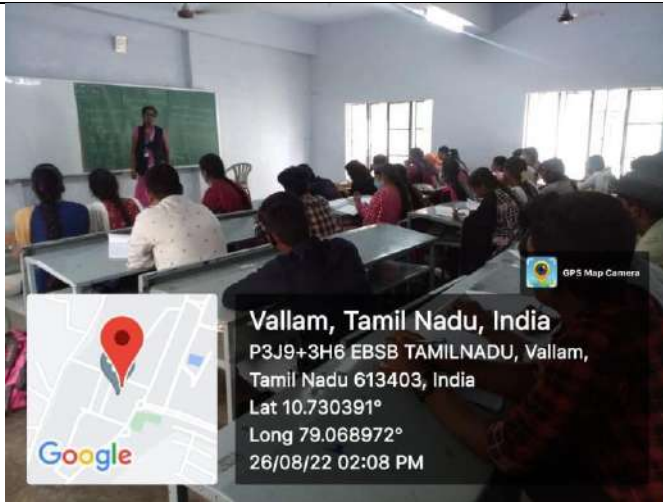 GPS Map Camera
Vallam, Tamil Nadu, India
P3J9+3H6 EBSB TAMILNADU, Vallam,
Tamil Nadu 613403, India
Lat 10.730391°
Long 79.068972°
26/08/22 02:08 PM
Google